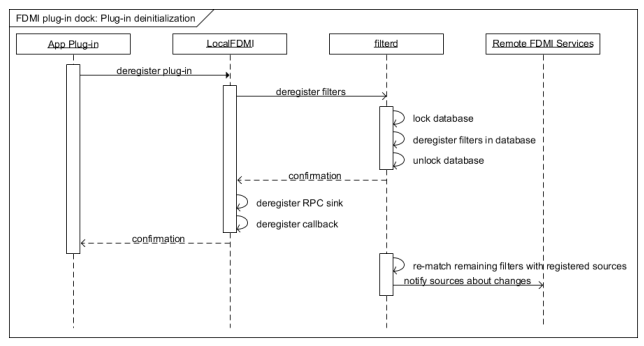 FDMI plug-in dock: Plug-in deinitialization
App Plug-in
LocalFDMI
filterd
Remote FDMI Services
deregister plug-in
deregister filters
lock database
deregister filters in database
unlock database
confirmation
deregister RPC sink
deregister callback
confirmation
re-match remaining filters with registered sources
notify sources about changes